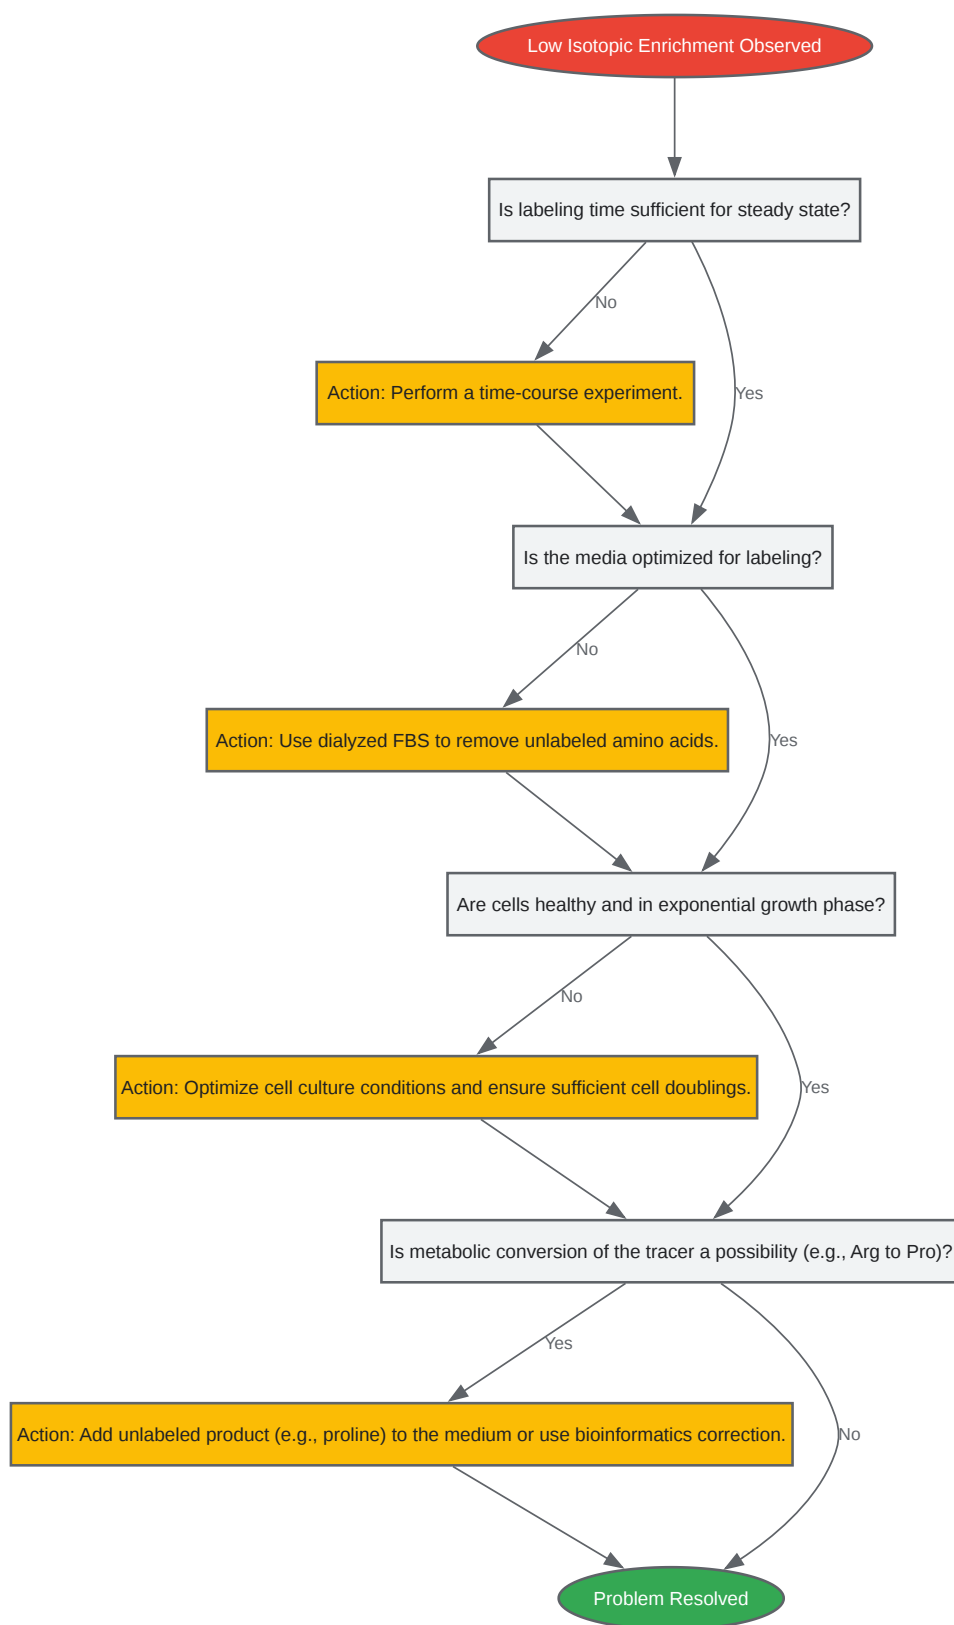 Low Isotopic Enrichment Observed
Is labeling time sufficient for steady state?
No
Action: Perform a time-course experiment.
Yes
Is the media optimized for labeling?
No
Action: Use dialyzed FBS to remove unlabeled amino acids.
Yes
Are cells healthy and in exponential growth phase?
No
Action: Optimize cell culture conditions and ensure sufficient cell doublings.
Yes
Is metabolic conversion of the tracer a possibility (e.g., Arg to Pro)?
Yes
Action: Add unlabeled product (e.g., proline) to the medium or use bioinformatics correction.
No
Problem Resolved